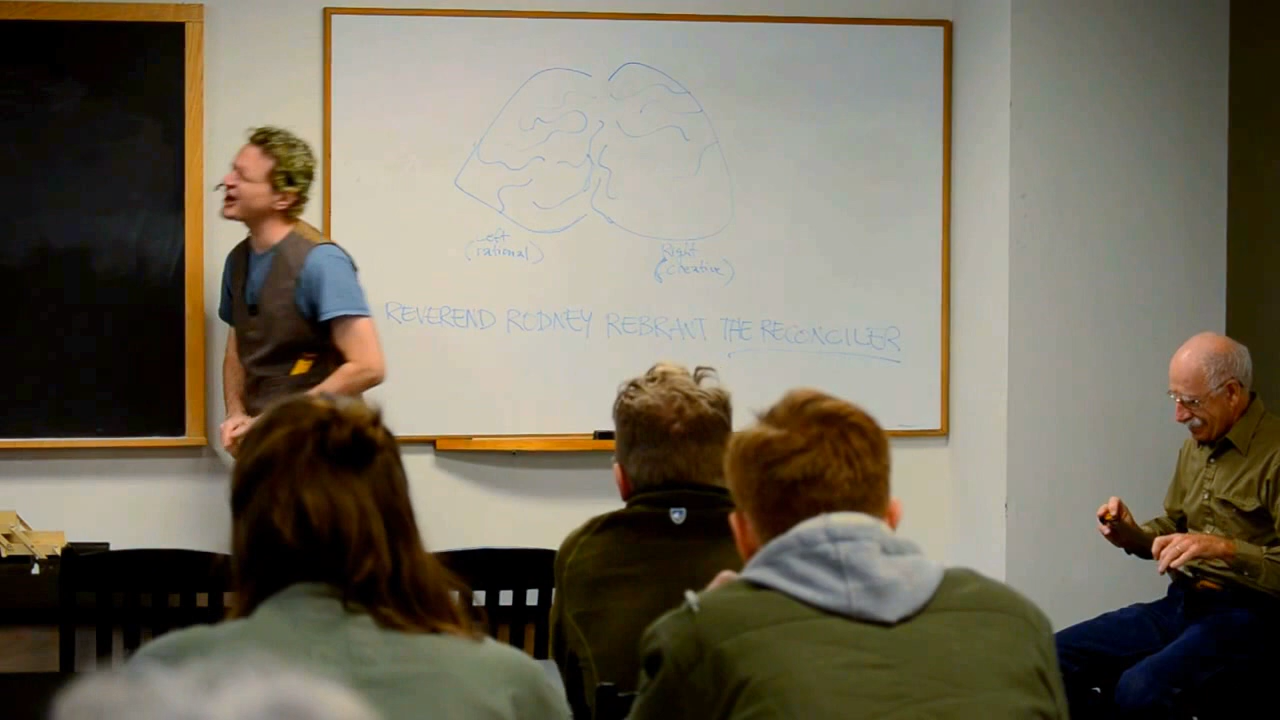 Left
(rational)
Right
(creative)
REVEREND RODNEY REBRANT THE RECONCILER